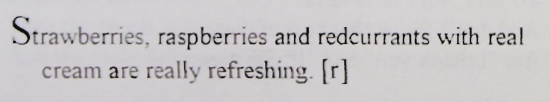 Strawberries, raspberries and redcurrants with real
cream are really refreshing. [r]